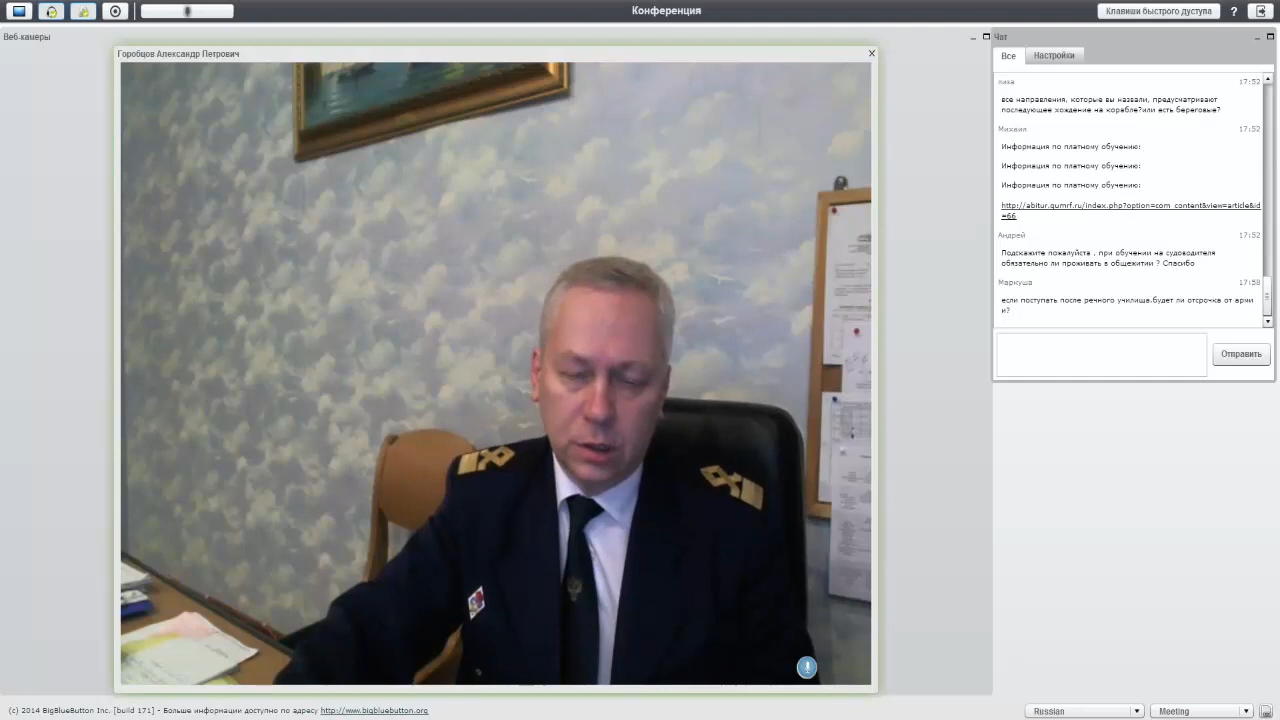 Конференция
Клавиши быстрого доступа
?
Веб-камеры
Горобцов Александр Петрович
Чат
Все
Настройки
лиза 17:52
все направления, которые вы назвали, предусматривают
последующее хождение на корабле?или есть береговые?
Михаил 17:52
Информация по платному обучению:
Информация по платному обучению:
Информация по платному обучению:
http://abitur.gumrf.ru/index.php?option=com_content&view=article&id
=66
Андрей 17:52
Подскажите пожалуйста , при обучении на судоводителя
обязательно ли проживать в общежитии ? Спасибо
Маркуша 17:58
если поступать после речного училища.будет ли отсрочка от арми
и?
Отправить
(c) 2014 BigBlueButton Inc. [build 171] - Больше информации доступно по адресу http://www.bigbluebutton.org
Russian
Meeting